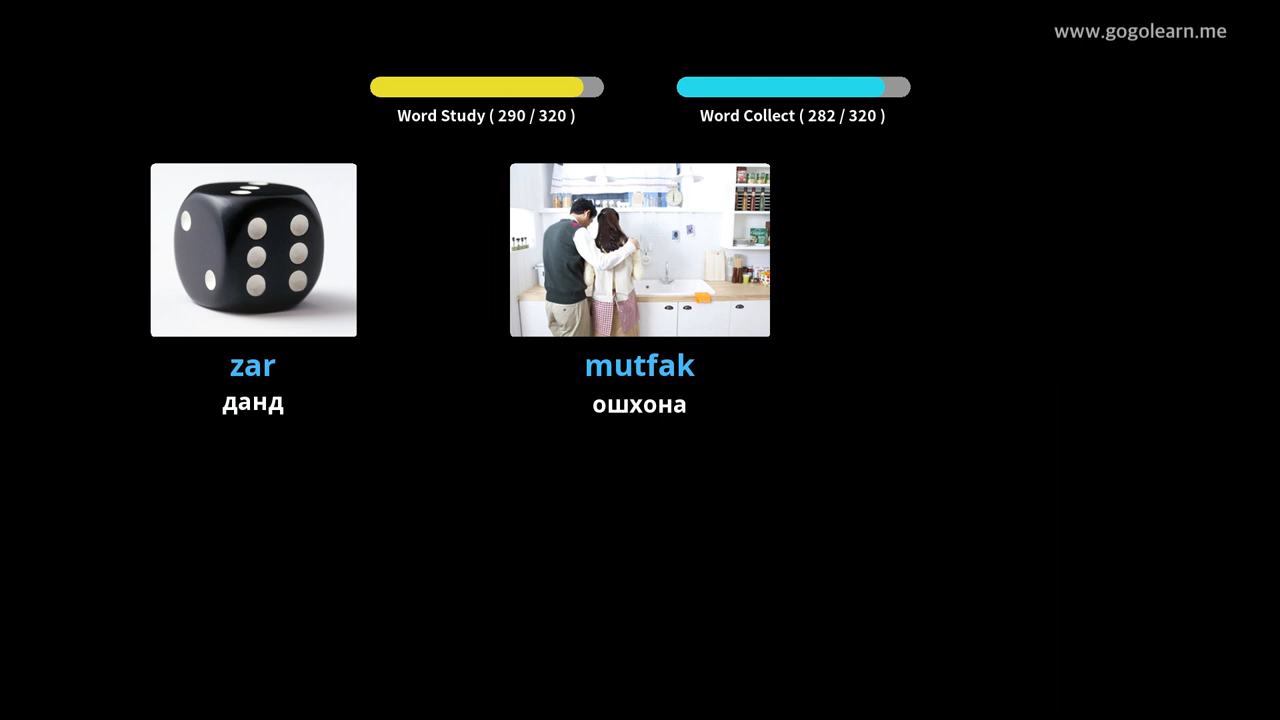 www.gogolearn.me
Word Study ( 290 / 320 )
Word Collect ( 282 / 320 )
zar
данд
mutfak
ошхона